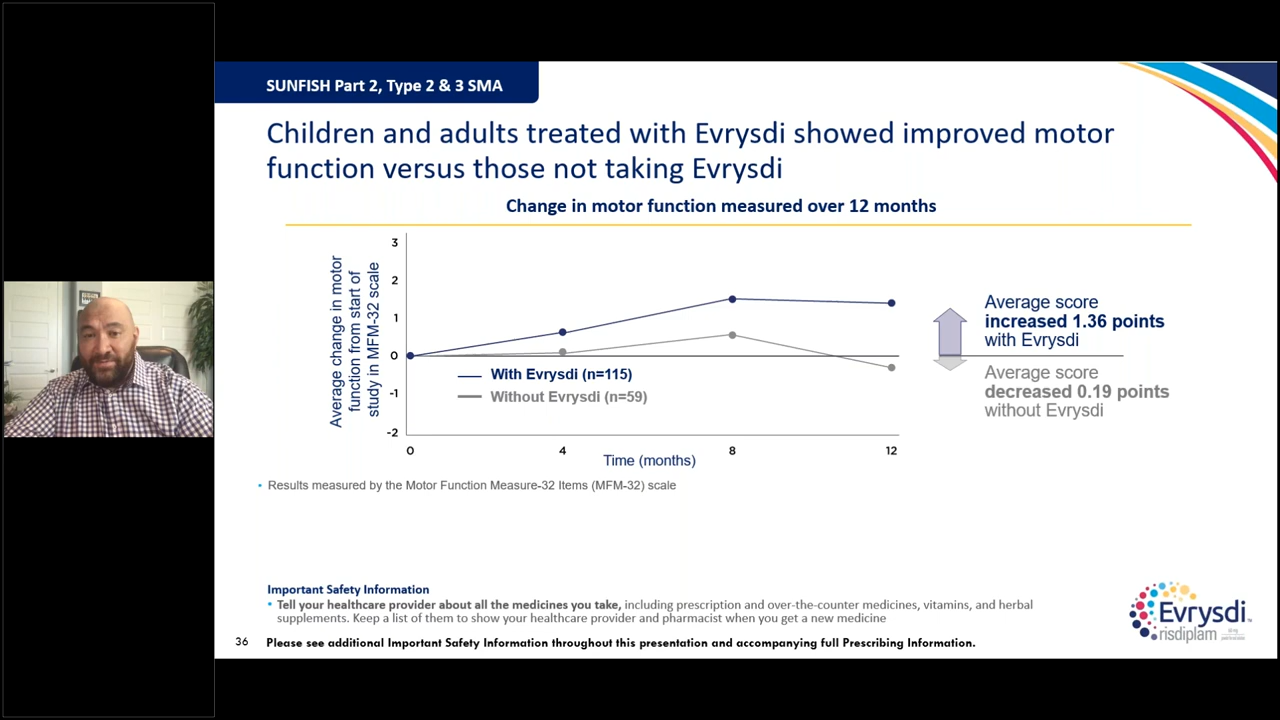 SUNFISH Part 2, Type 2 & 3 SMA
Children and adults treated with Evrysdi showed improved motor
function versus those not taking Evrysdi
Change in motor function measured over 12 months
Average change in motor
function from start of
study in MFM-32 scale
3
2
1
0
-1
-2
With Evrysdi (n=115)
Without Evrysdi (n=59)
0
4
8
12
Time (months)
Average score
increased 1.36 points
with Evrysdi
Average score
decreased 0.19 points
without Evrysdi
• Results measured by the Motor Function Measure-32 Items (MFM-32) scale
Important Safety Information
• Tell your healthcare provider about all the medicines you take, including prescription and over-the-counter medicines, vitamins, and herbal
supplements. Keep a list of them to show your healthcare provider and pharmacist when you get a new medicine
36
Please see additional Important Safety Information throughout this presentation and accompanying full Prescribing Information.
Evrysdi
risdiplam